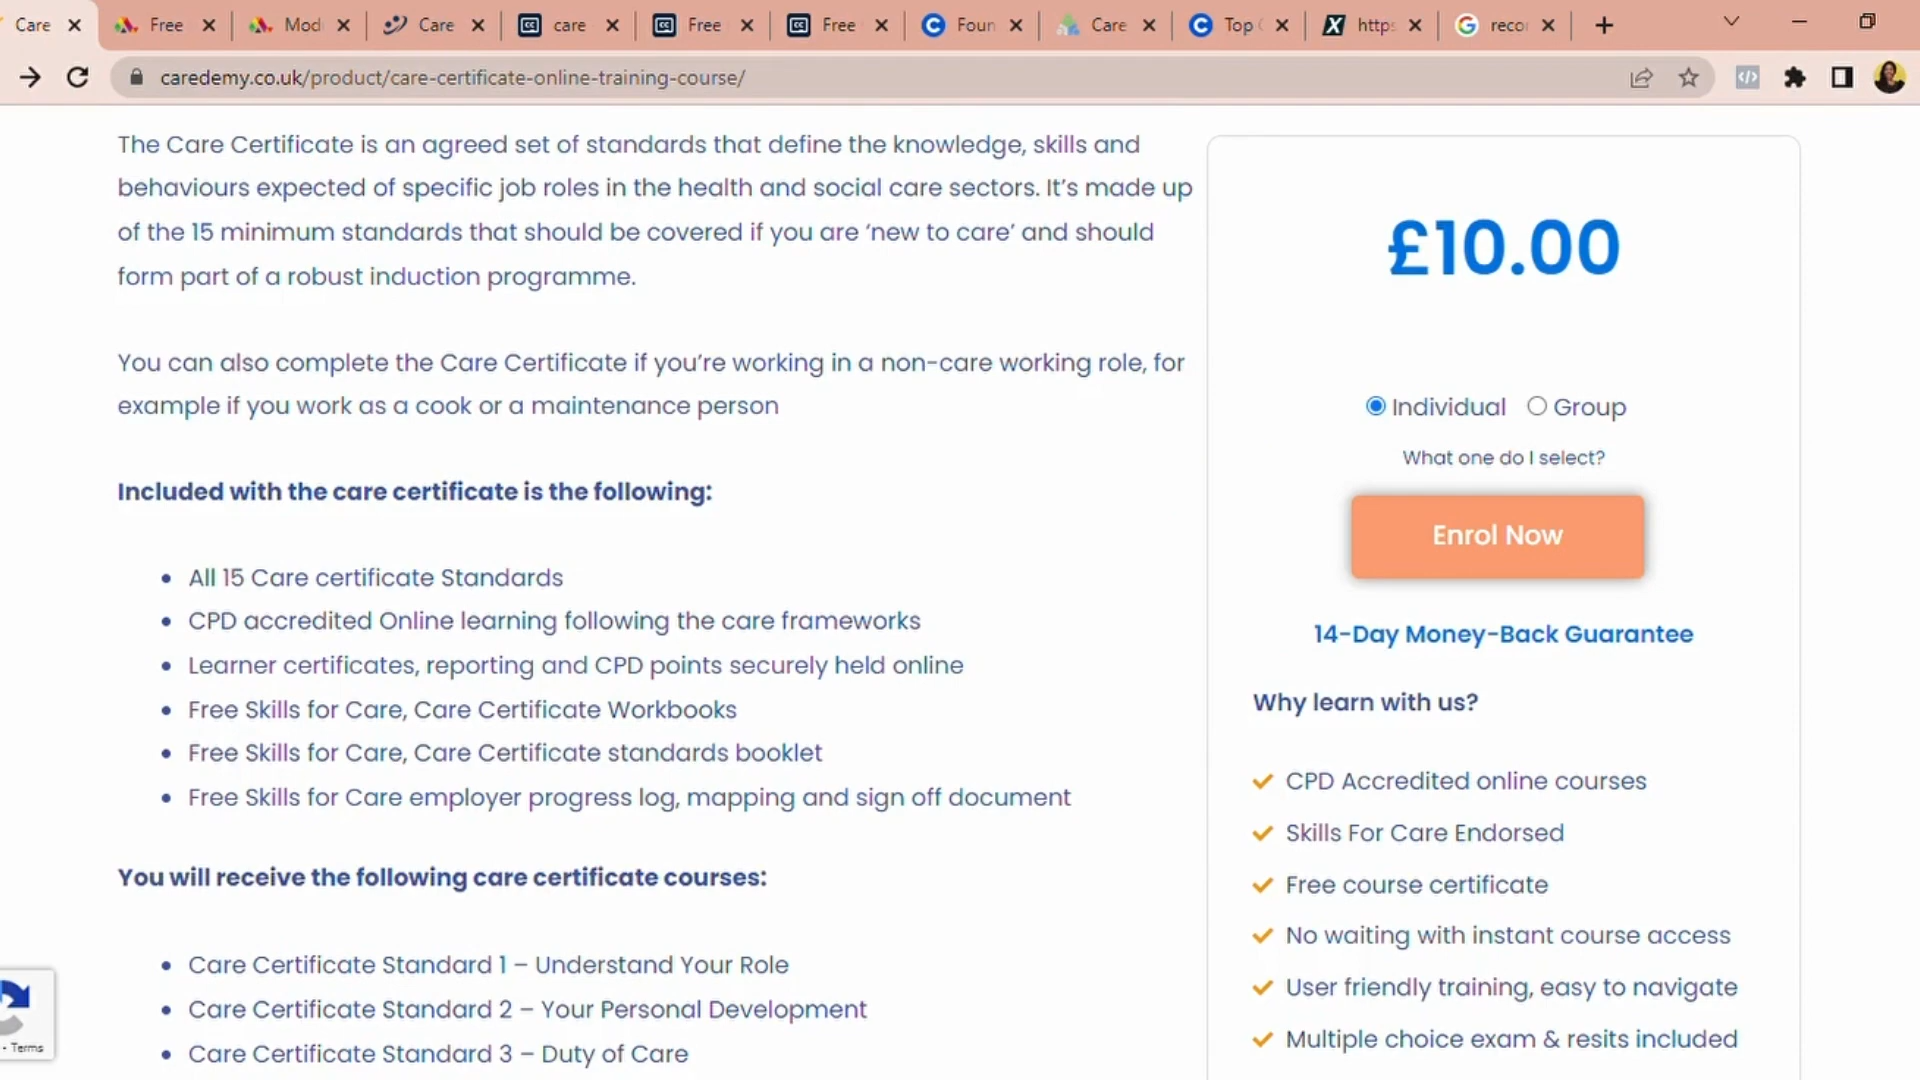 Care
Free
Mod
Care
care
Free
Free
Foun
Care
Top
https
recor
caredemy.co.uk/product/care-certificate-online-training-course/
The Care Certificate is an agreed set of standards that define the knowledge, skills and
behaviours expected of specific job roles in the health and social care sectors. It’s made up
of the 15 minimum standards that should be covered if you are ‘new to care’ and should
form part of a robust induction programme.
You can also complete the Care Certificate if you’re working in a non-care working role, for
example if you work as a cook or a maintenance person
Included with the care certificate is the following:
• All 15 Care certificate Standards
• CPD accredited Online learning following the care frameworks
• Learner certificates, reporting and CPD points securely held online
• Free Skills for Care, Care Certificate Workbooks
• Free Skills for Care, Care Certificate standards booklet
• Free Skills for Care employer progress log, mapping and sign off document
You will receive the following care certificate courses:
• Care Certificate Standard 1 – Understand Your Role
• Care Certificate Standard 2 – Your Personal Development
• Care Certificate Standard 3 – Duty of Care
£10.00
Individual Group
What one do I select?
Enrol Now
14-Day Money-Back Guarantee
Why learn with us?
CPD Accredited online courses
Skills For Care Endorsed
Free course certificate
No waiting with instant course access
User friendly training, easy to navigate
Multiple choice exam & resits included
- Terms